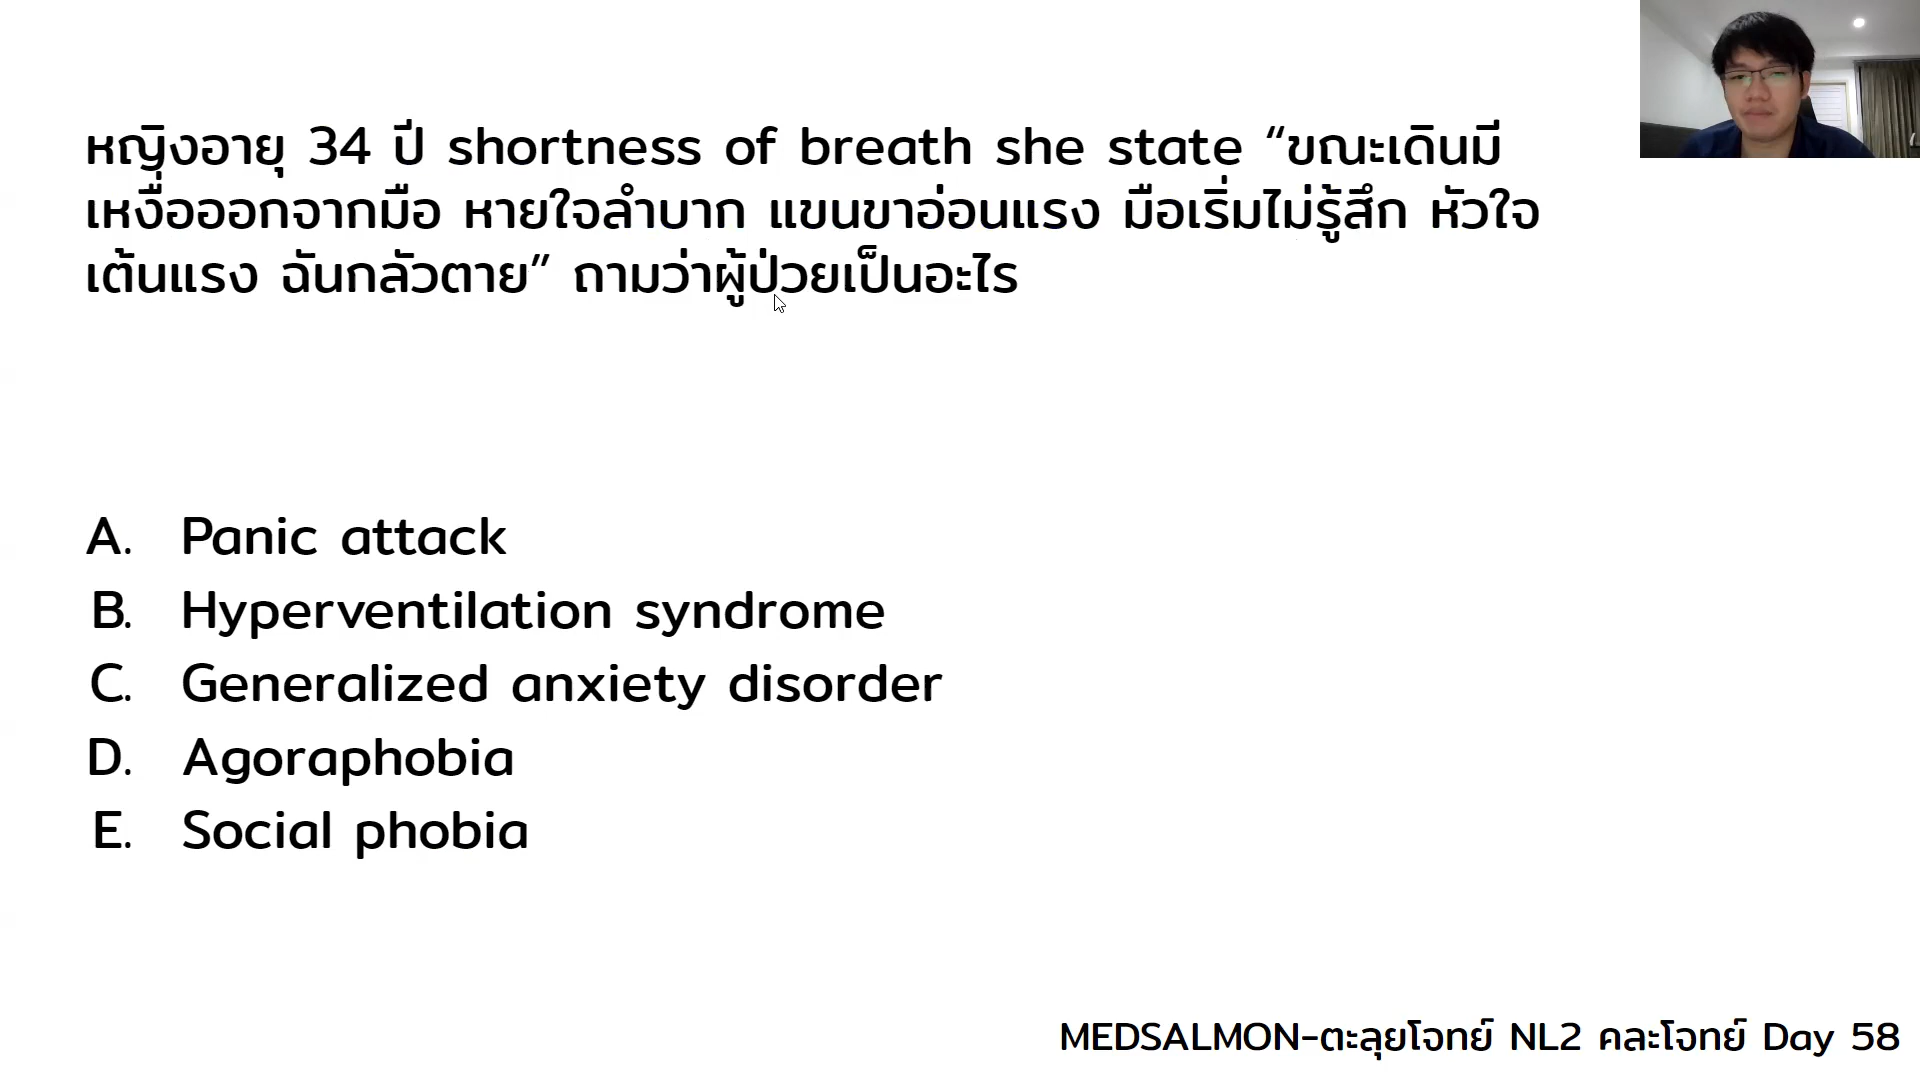 หญิงอายุ 34 ปี shortness of breath she state “ขณะเดินมี
เหงื่อออกจากมือ หายใจลำบาก แขนขาอ่อนแรง มือเริ่มไม่รู้สึก หัวใจ
เต้นแรง ฉันกลัวตาย” ถามว่าผู้ป่วยเป็นอะไร
A. Panic attack
B. Hyperventilation syndrome
C. Generalized anxiety disorder
D. Agoraphobia
E. Social phobia
MEDSALMON-ตะลุยโจทย์ NL2 คละโจทย์ Day 58